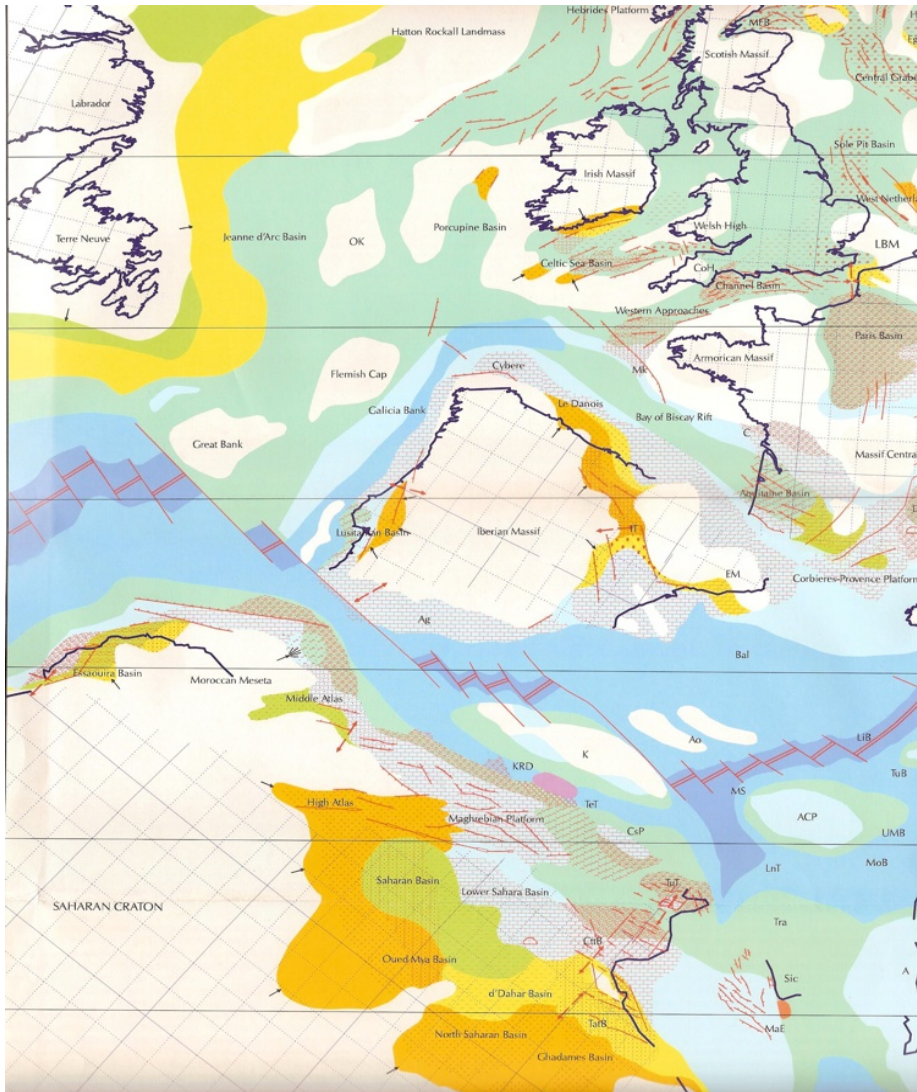 Hebrides Platform
Hatton Rockall Landmass
MFB
Scottish Massif
Central Grabe
Labrador
Sole Pit Basin
Irish Massif
West Netherla
Terre Neuve
Jeanne d'Arc Basin
OK
Porcupine Basin
Welsh High
LBM
Celtic Sea Basin
CoH
Channel Basin
Western Approaches
Paris Basin
Armorican Massif
Cybere
Mk
Flemish Cap
Le Danois
Galicia Bank
Bay of Biscay Rift
C
Great Bank
Massif Central
Aquitaine Basin
Lusitanian Basin
Iberian Massif
EM
Corbieres-Provence Platform
Ag
Bal
Essaouira Basin
Moroccan Meseta
Middle Atlas
Ao
LiB
K
KRD
TuB
MS
High Atlas
TeT
Maghrebian Platform
ACP
CsP
UMB
MoB
LnT
Saharan Basin
Lower Sahara Basin
TuT
SAHARAN CRATON
Tra
CtiB
Oued Mya Basin
Sic
A
d'Dahar Basin
TatB
MaE
North Saharan Basin
Ghadames Basin